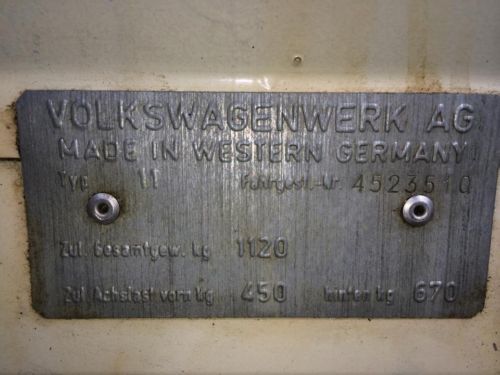 VOLKSWAGENWERK AG
MADE IN WESTERN GERMANY
Typ 11 Fahrgest.-Nr. 4523510
Zul. Gesamtgew. kg 1120
Zul. Achslast vorn kg 450 hinten kg 670